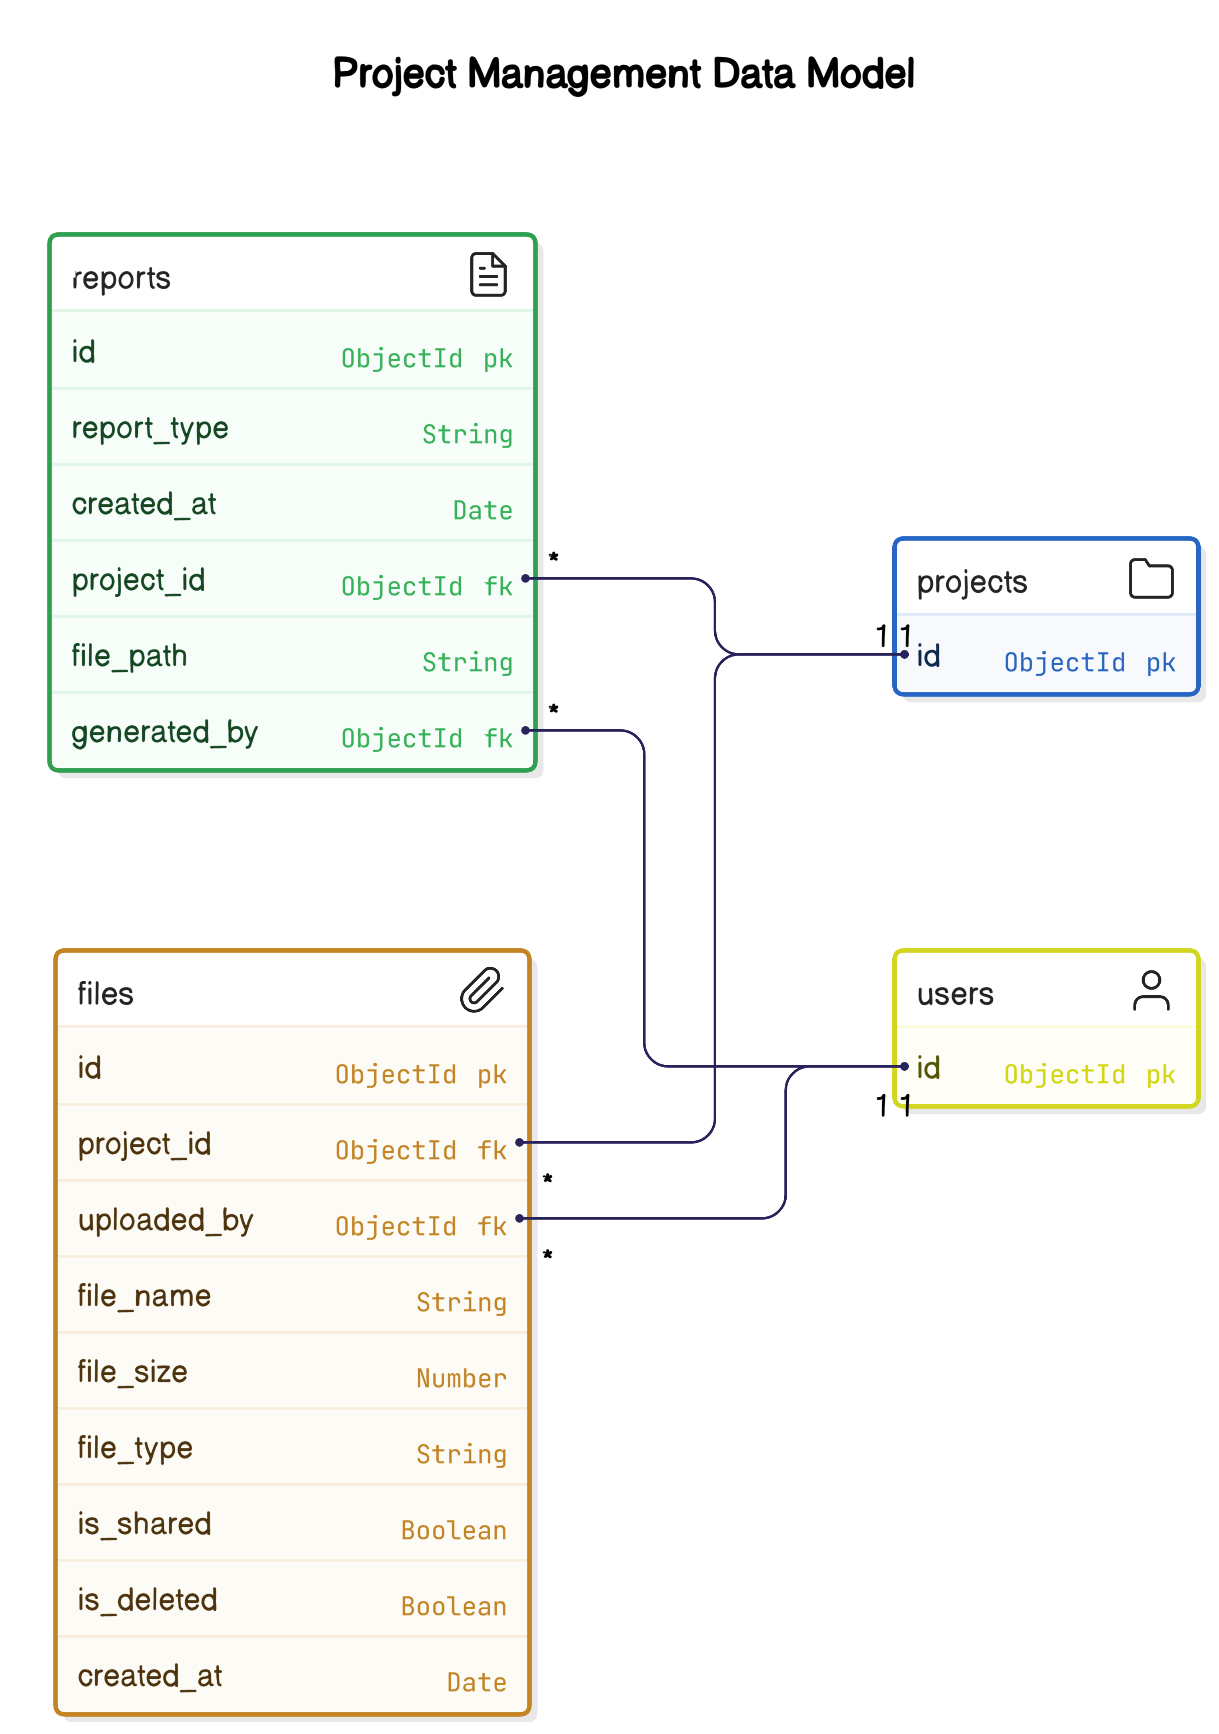 Project Management Data Model
reports
id ObjectId pk
report_type String
created_at Date
project_id ObjectId fk
*
file_path String
generated_by ObjectId fk
*
projects
1 1
id ObjectId pk
files
id ObjectId pk
project_id ObjectId fk
*
uploaded_by ObjectId fk
*
file_name String
file_size Number
file_type String
is_shared Boolean
is_deleted Boolean
created_at Date
users
id ObjectId pk
1 1